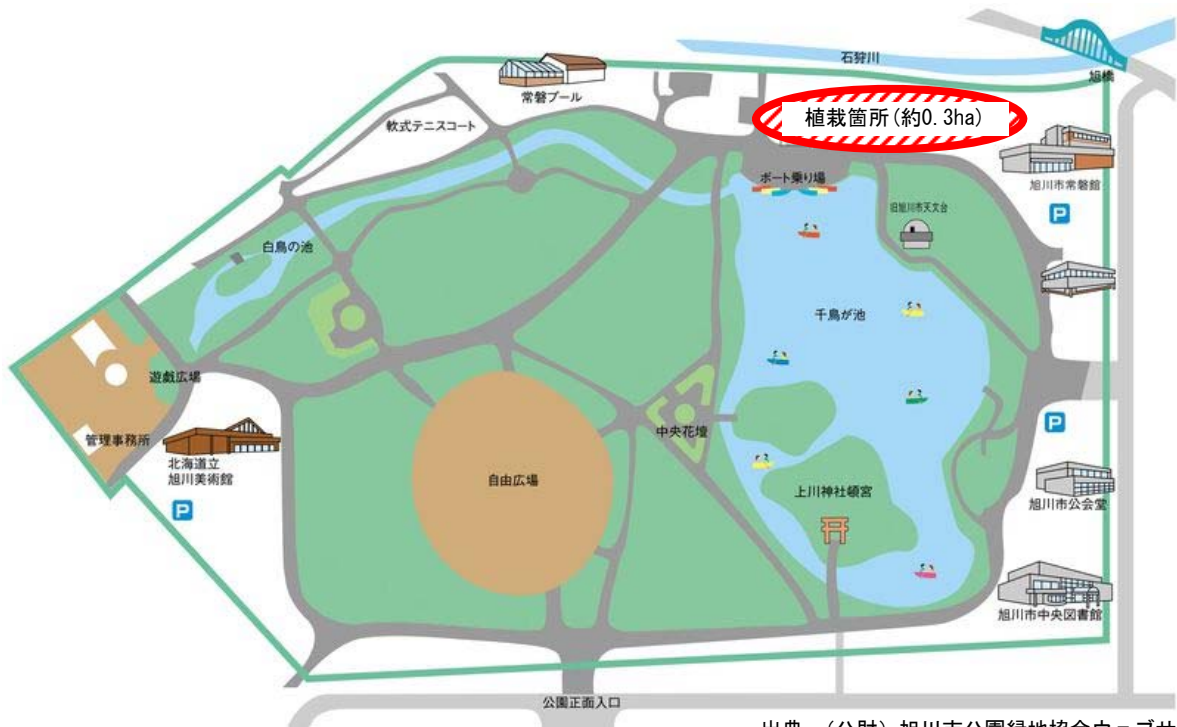 石狩川
旭橋
常磐プール
植栽箇所(約0.3ha)
軟式テニスコート
ボート乗り場
旭川市常磐館
P
旧旭川市天文台
白鳥の池
千鳥が池
遊戯広場
管理事務所
中央花壇
P
北海道立
旭川美術館
自由広場
上川神社頓宮
P
旭川市公会堂
旭川市中央図書館
公園正面入口